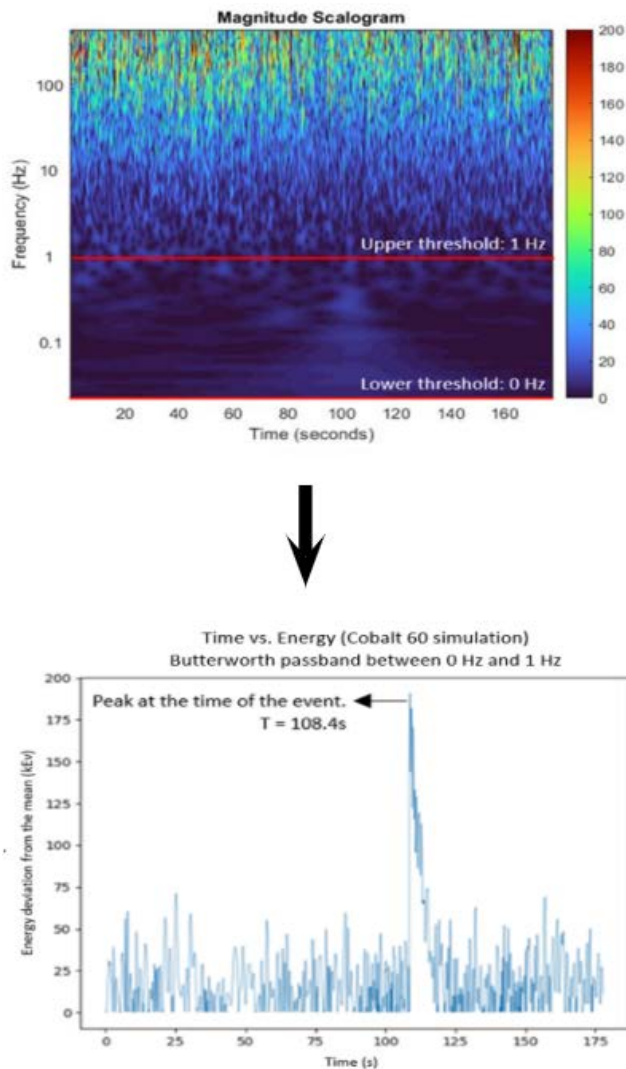 Magnitude Scalogram
200
180
160
140
120
100
80
60
40
20
0
100
10
1
0.1
Frequency (Hz)
Upper threshold: 1 Hz
Lower threshold: 0 Hz
20 40 60 80 100 120 140 160
Time (seconds)
Time vs. Energy (Cobalt 60 simulation)
Butterworth passband between 0 Hz and 1 Hz
Peak at the time of the event.
T = 108.4s
200
175
150
125
100
75
50
25
0
Energy deviation from the mean (kEv)
0 25 50 75 100 125 150 175
Time (s)